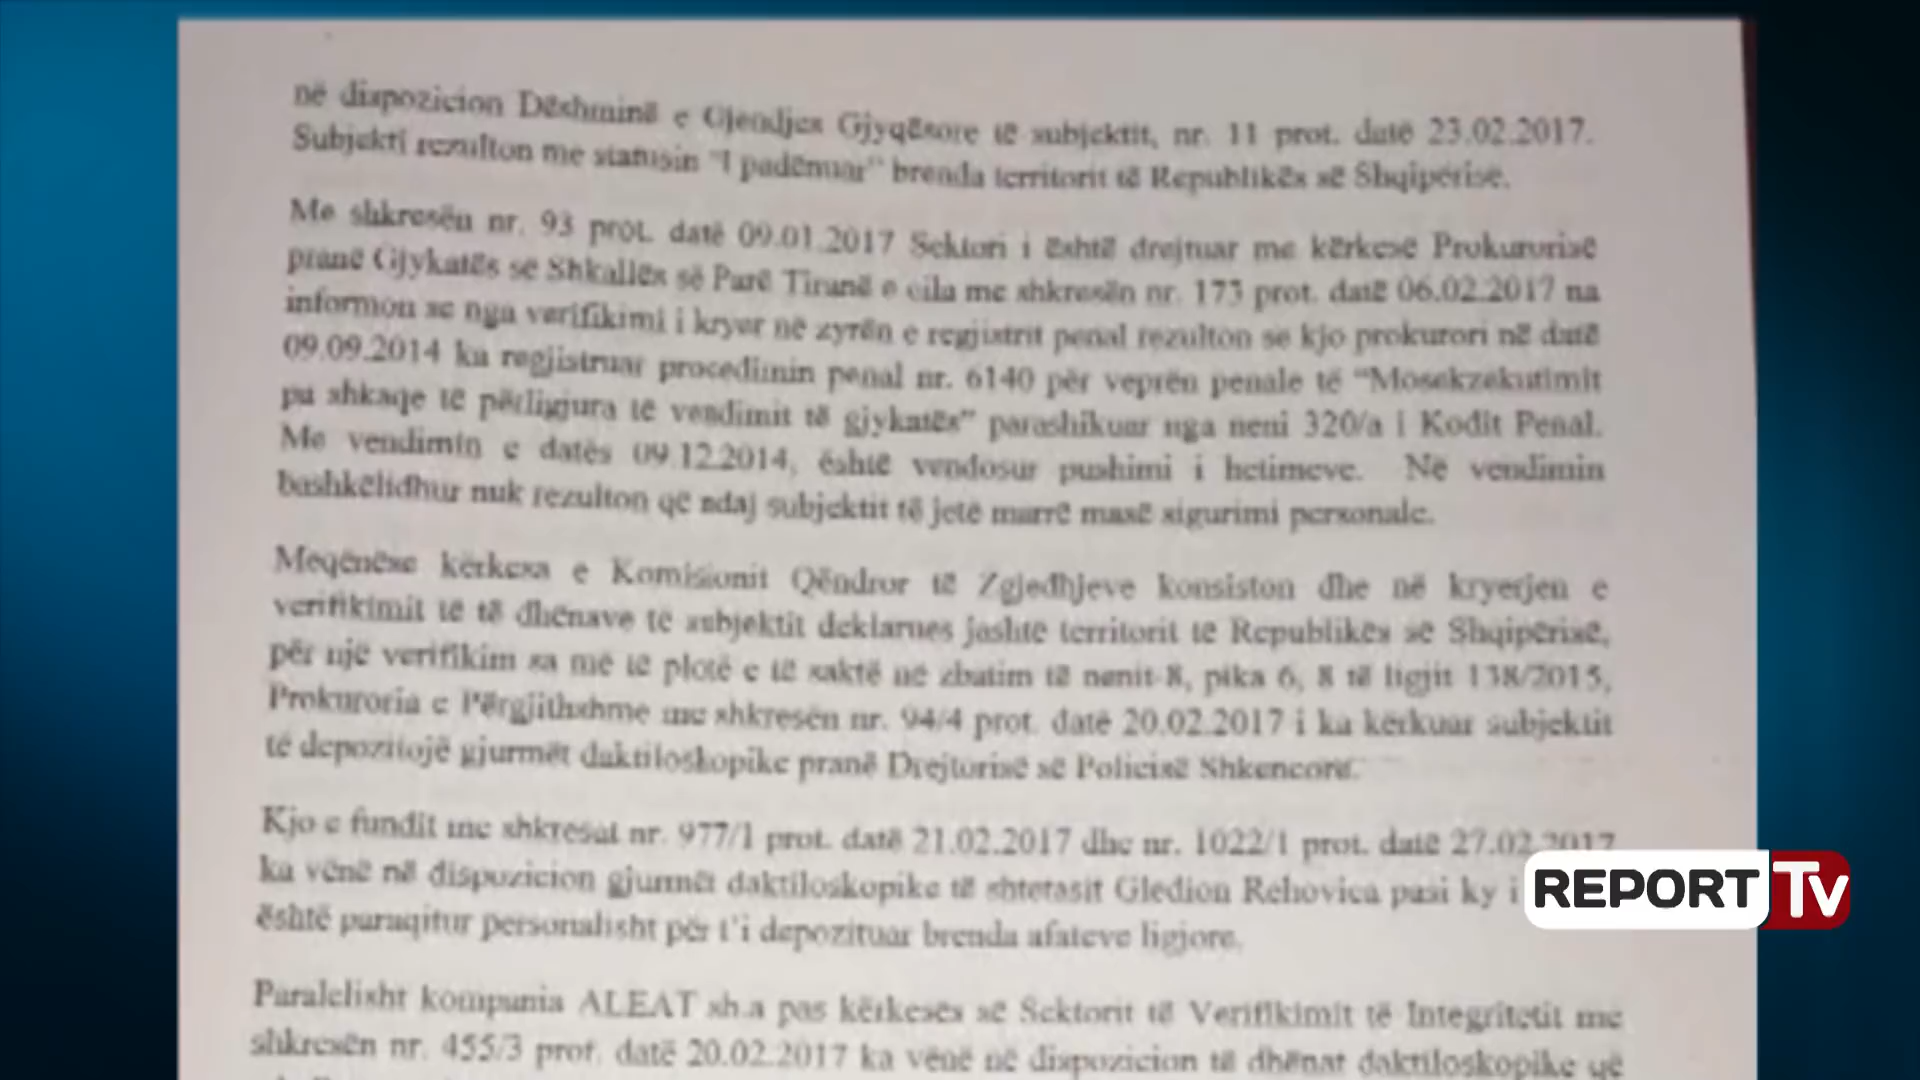 në dispozicion Dëshminë e Gjendjes Gjyqësore të subjektit, nr. 11 prot. datë 23.02.2017.
Subjekti rezulton me statusin "I padënuar" brenda territorit të Republikës së Shqipërisë.
Me shkresën nr. 93 prot. datë 09.01.2017 Sektori i është drejtuar me kërkesë Prokurorisë
pranë Gjykatës së Shkallës së Parë Tiranë e cila me shkresën nr. 173 prot. datë 06.02.2017 na
informon se nga verifikimi i kryer në zyrën e regjistrit penal rezulton se kjo prokurori në datë
09.09.2014 ka regjistruar procedimin penal nr. 6140 për veprën penale të "Mosekzekutimit
pa shkaqe të përligjura të vendimit të gjykatës" parashikuar nga neni 320/a i Kodit Penal.
Me vendimin e datës 09.12.2014, është vendosur pushimi i hetimeve. Në vendimin
bashkëlidhur nuk rezulton që ndaj subjektit të jetë marrë masë sigurimi personale.
Meqënëse kërkesa e Komisionit Qëndror të Zgjedhjeve konsiston dhe në kryerjen e
verifikimit të të dhënave të subjektit deklarues jashtë territorit të Republikës së Shqipërisë,
për një verifikim sa më të plotë e të saktë në zbatim të nenit 8, pika 6, 8 të ligjit 138/2015,
Prokuroria e Përgjithshme me shkresën nr. 94/4 prot. datë 20.02.2017 i ka kërkuar subjektit
të depozitojë gjurmët daktiloskopike pranë Drejtorisë së Policisë Shkencore.
Kjo e fundit me shkresat nr. 977/1 prot. datë 21.02.2017 dhe nr. 1022/1 prot. datë 27.02.2017
ka vënë në dispozicion gjurmët daktiloskopike të shtetasit Gledion Rehovica pasi ky i
është paraqitur personalisht për t'i depozituar brenda afateve ligjore.
Paralelisht kompania ALEAT sh.a pas kërkesës së Sektorit të Verifikimit të Integritetit me
shkresën nr. 455/3 prot. datë 20.02.2017 ka vënë në dispozicion të dhënat daktiloskopike që
REPORT Tv